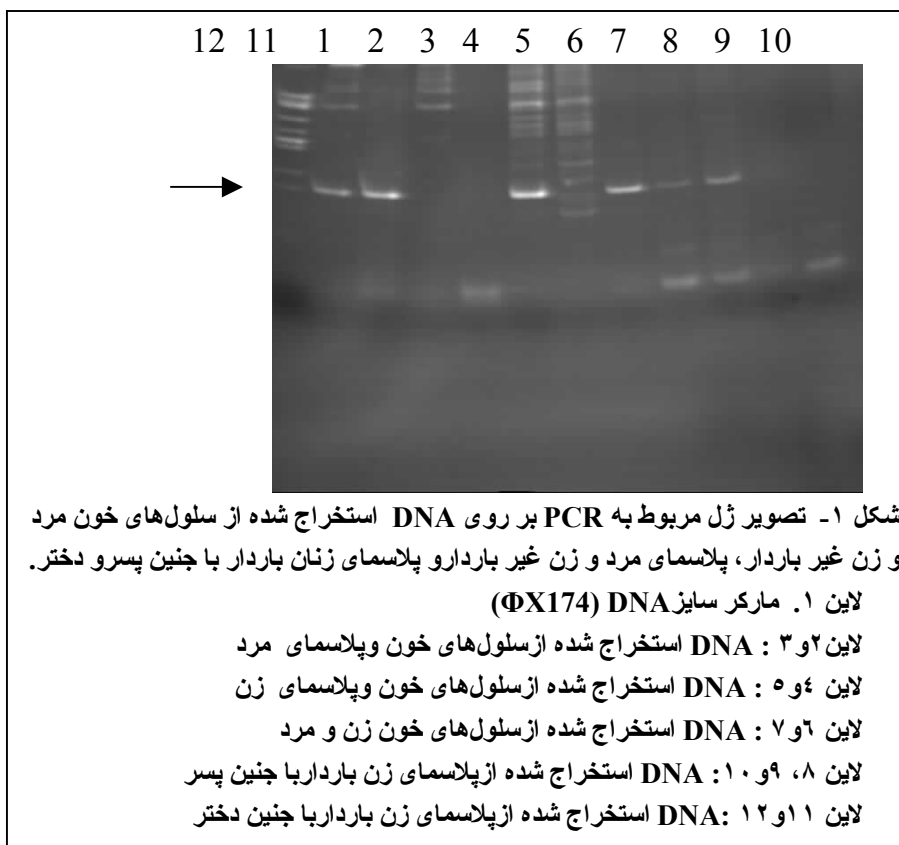 12 11 1 2 3 4 5 6 7 8 9 10
شکل ۱- تصویر ژل مربوط به PCR بر روی DNA استخراج شده از سلول‌های خون مرد
و زن غیر باردار، پلاسمای مرد و زن غیر باردارو پلاسمای زنان باردار با جنین پسرو دختر.
لاین ۱. مارکر سایزDNA (ΦX174)
لاین۲و۳ : DNA استخراج شده ازسلول‌های خون وپلاسمای مرد
لاین ٤و٥ : DNA استخراج شده ازسلول‌های خون وپلاسمای زن
لاین ٦و۷ : DNA استخراج شده ازسلول‌های خون زن و مرد
لاین ۸، ۹و۱۰: DNA استخراج شده ازپلاسمای زن بارداربا جنین پسر
لاین ۱۱و۱۲ :DNA استخراج شده ازپلاسمای زن بارداربا جنین دختر